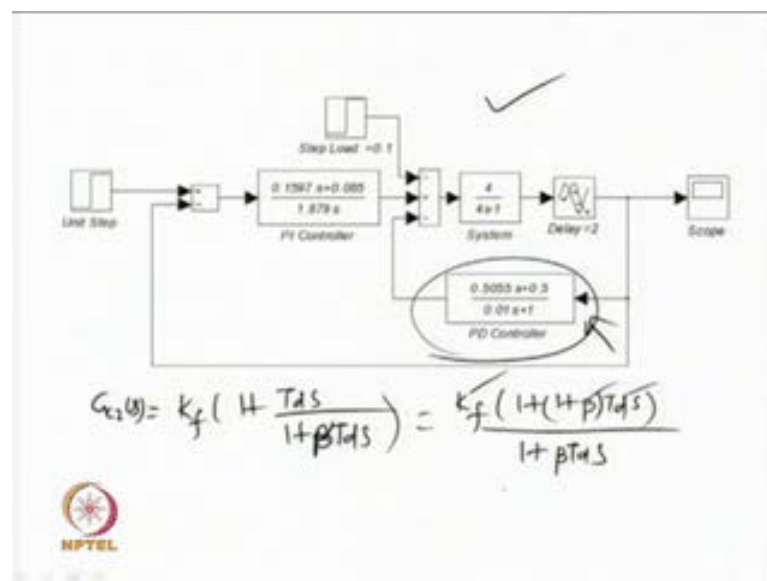 Step Load =0.1
Unit Step
0.1597 s+0.085
1.879 s
PI Controller
4
4s-1
System
Delay =2
Scope
0.5055 s+0.5
0.01 s+1
PD Controller
Gc2(s) = Kf ( 1+ Tds / 1+βTds ) = Kf ( 1+(1+β)Tds ) / 1+βTds
NPTEL